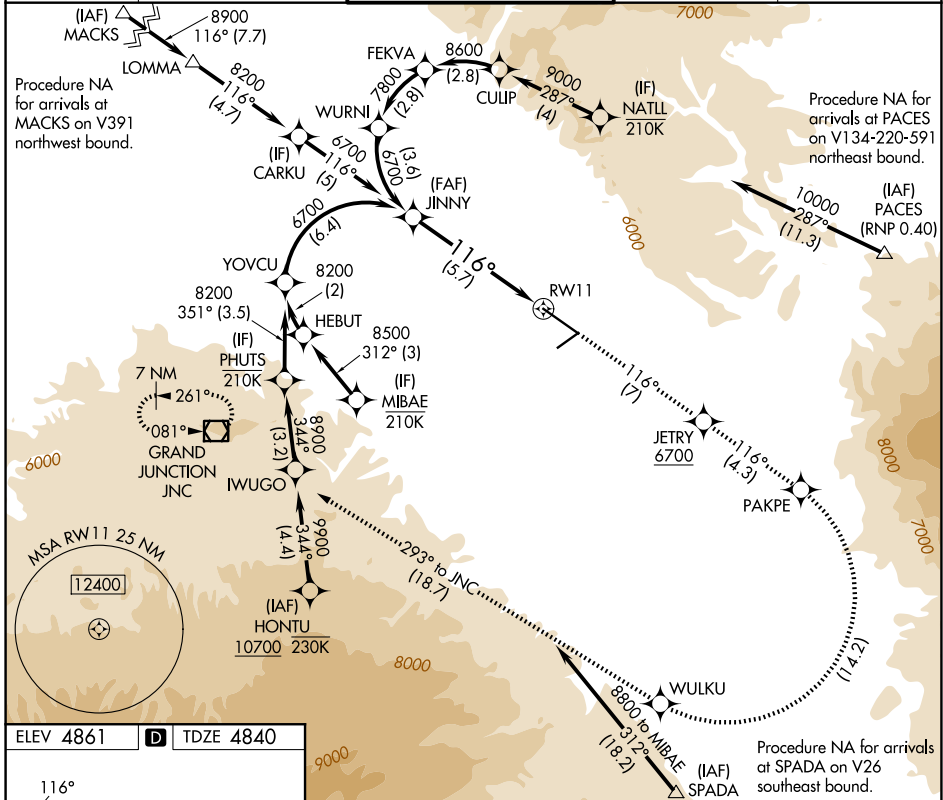 (IAF)
MACKS
8900
116° (7.7)
LOMMA
8200
116°
(4.7)
Procedure NA
for arrivals at
MACKS on V391
northwest bound.
(IF)
CARKU
6700
116°
(5)
FEKVA
8600
(2.8)
CULIP
7800
(2.8)
WURNI
6700
(3.6)
9000
287°
(4)
(IF)
NATLL
210K
7000
Procedure NA for
arrivals at PACES
on V134-220-591
northeast bound.
(IAF)
PACES
(RNP 0.40)
10000
287°
(11.3)
6000
(FAF)
JINNY
6700
(6.4)
116°
(5.7)
RW11
YOVCU
8200
(2)
8200
351° (3.5)
HEBUT
8500
312° (3)
(IF)
PHUTS
210K
(IF)
MIBAE
210K
7 NM
261°
081°
GRAND
JUNCTION
JNC
8900
344°
(3.2)
IWUGO
6000
116°
(7)
JETRY
6700
116°
(4.3)
PAKPE
8000
7000
MSA RW11 25 NM
12400
9900
344°
(4.4)
(IAF)
HONTU
10700 230K
293° to JNC
(18.7)
8000
WULKU
(14.2)
8800 to MIBAE
312°
(18.2)
(IAF)
SPADA
Procedure NA for arrivals
at SPADA on V26
southeast bound.
9000
ELEV 4861 D TDZE 4840
116°